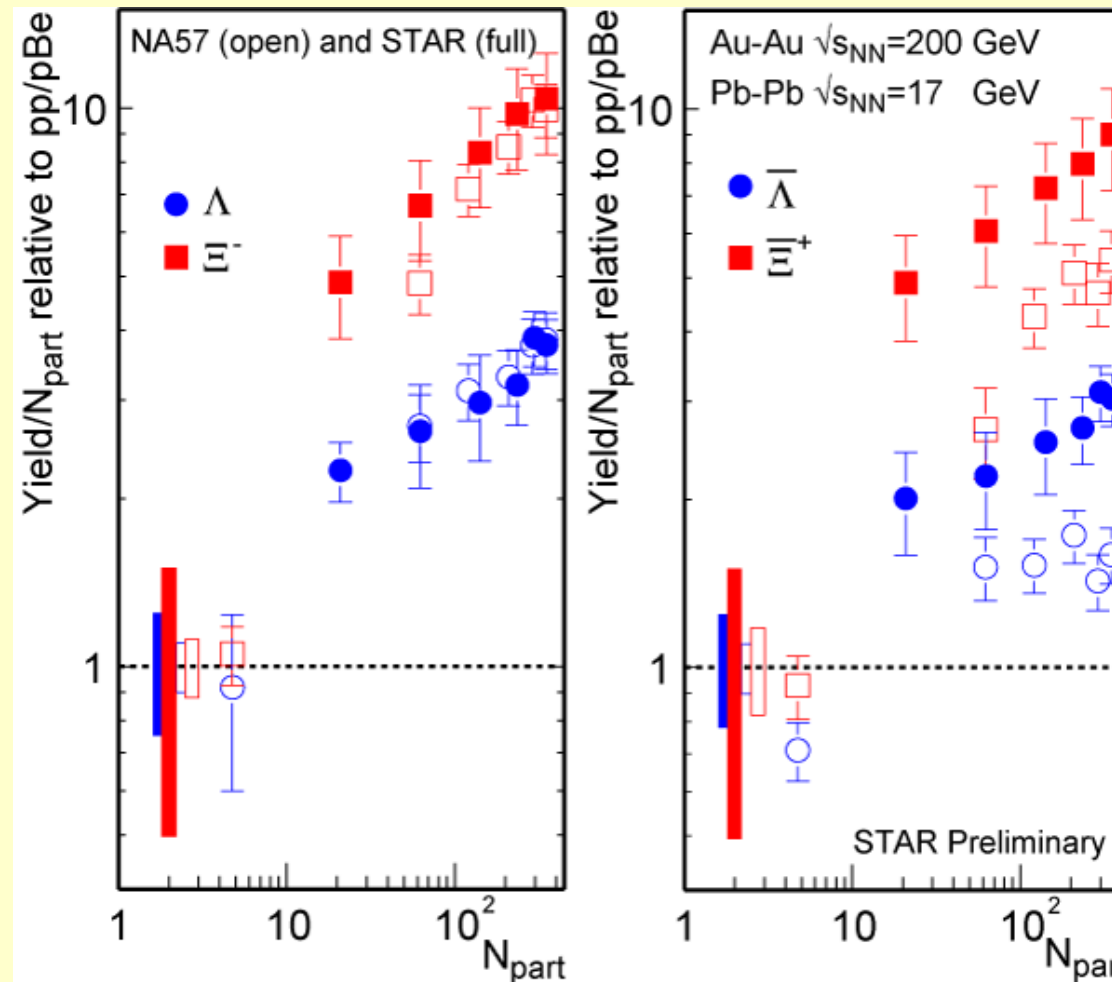 NA57 (open) and STAR (full)
Yield/N_part relative to pp/pBe
10
1
Λ
Ξ⁻
1
10
10²
N_part
Au-Au √s_NN=200 GeV
Pb-Pb √s_NN=17 GeV
Yield/N_part relative to pp/pBe
10
1
Λ̅
Ξ̅⁺
STAR Preliminary
1
10
10²
N_par